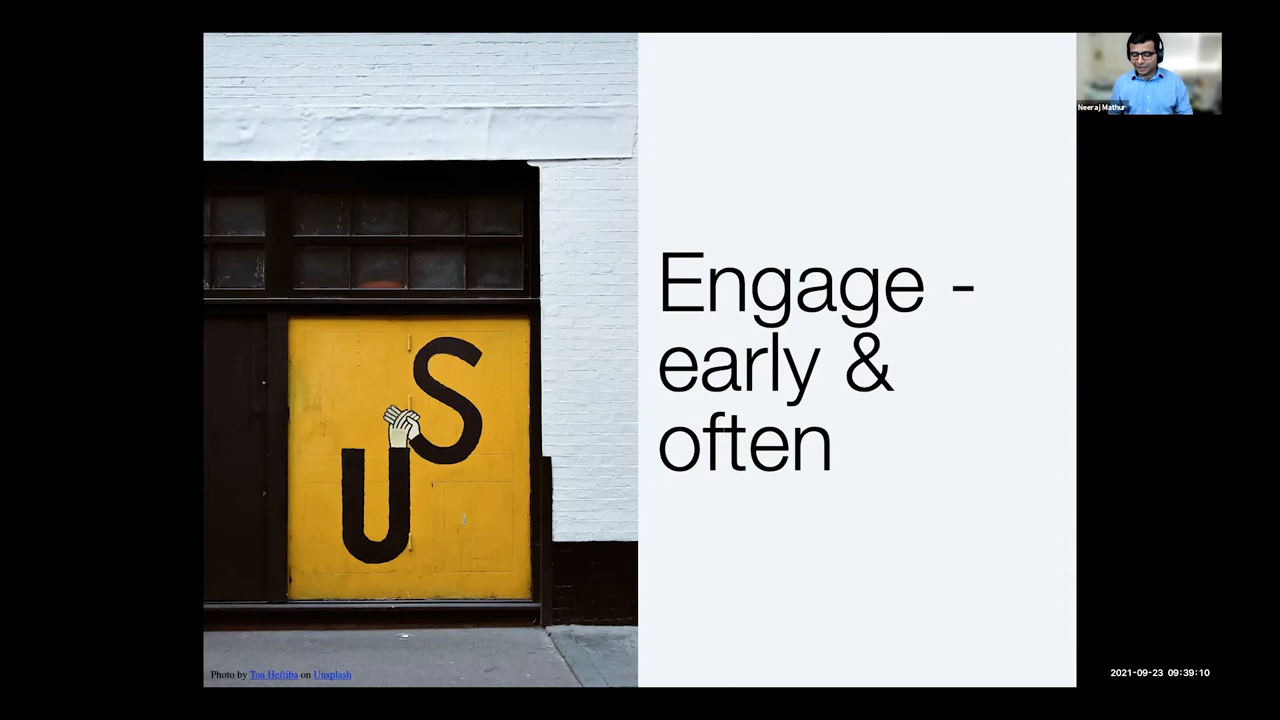 Neeraj Mathur
Engage -
early &
often
US
Photo by Toa Heftiba on Unsplash
2021-09-23 09:39:10